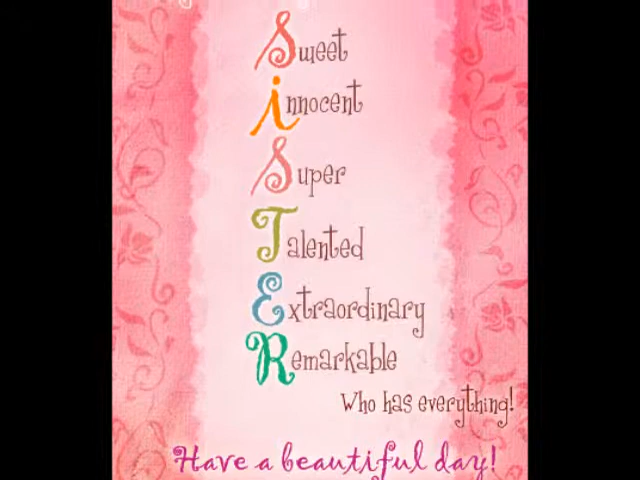 Sweet
innocent
Super
Talented
Extraordinary
Remarkable
Who has everything!
Have a beautiful day!